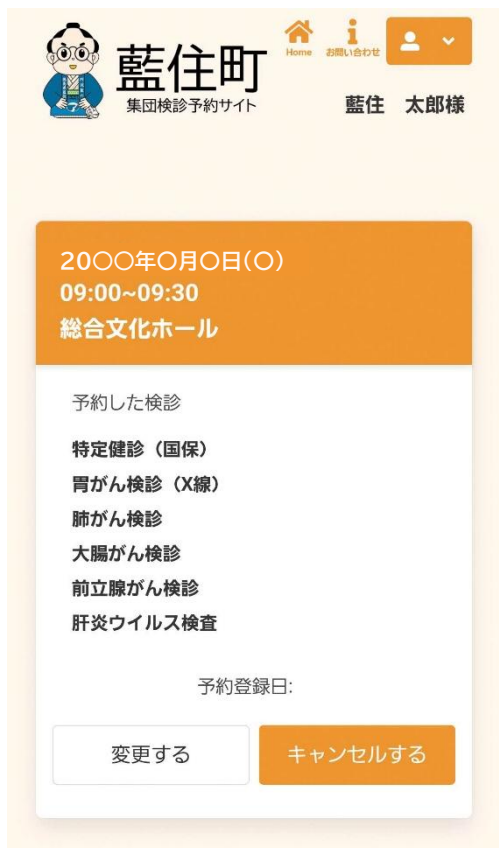 藍住町
集団検診予約サイト
Home
お問い合わせ
藍住 太郎様
20〇〇年〇月〇日(〇)
09:00~09:30
総合文化ホール
予約した検診
特定健診（国保）
胃がん検診（X線）
肺がん検診
大腸がん検診
前立腺がん検診
肝炎ウイルス検査
予約登録日:
変更する
キャンセルする